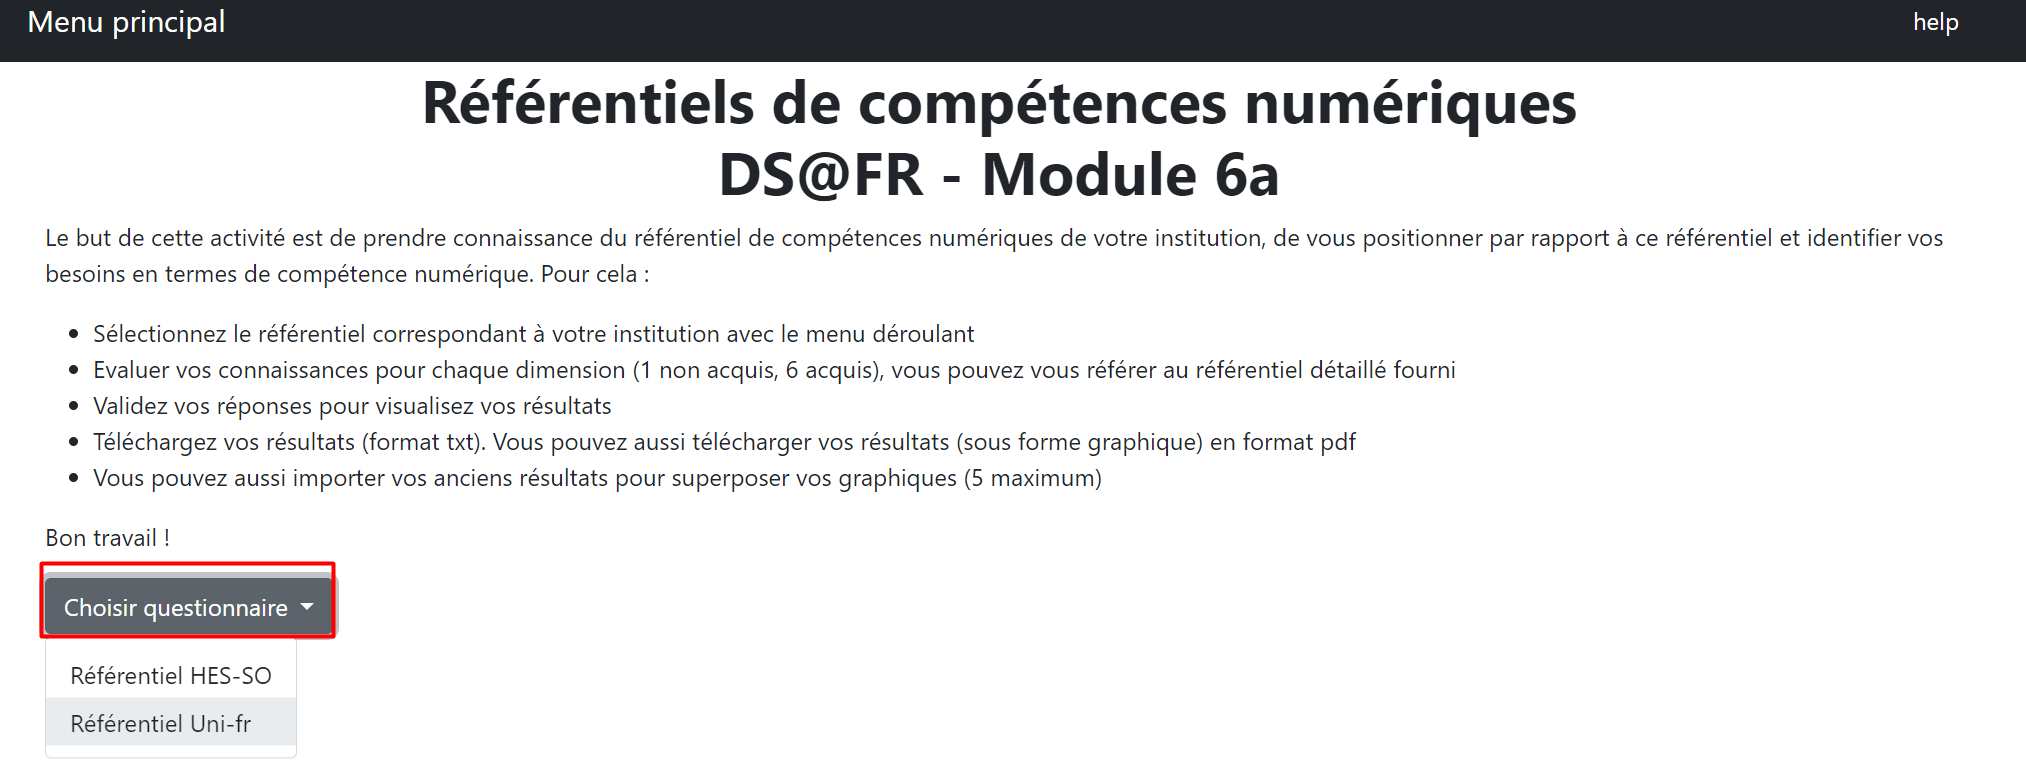 Menu principal
help
Référentiels de compétences numériques
DS@FR - Module 6a
Le but de cette activité est de prendre connaissance du référentiel de compétences numériques de votre institution, de vous positionner par rapport à ce référentiel et identifier vos
besoins en termes de compétence numérique. Pour cela :
• Sélectionnez le référentiel correspondant à votre institution avec le menu déroulant
• Evaluer vos connaissances pour chaque dimension (1 non acquis, 6 acquis), vous pouvez vous référer au référentiel détaillé fourni
• Validez vos réponses pour visualisez vos résultats
• Téléchargez vos résultats (format txt). Vous pouvez aussi télécharger vos résultats (sous forme graphique) en format pdf
• Vous pouvez aussi importer vos anciens résultats pour superposer vos graphiques (5 maximum)
Bon travail !
Choisir questionnaire
Référentiel HES-SO
Référentiel Uni-fr